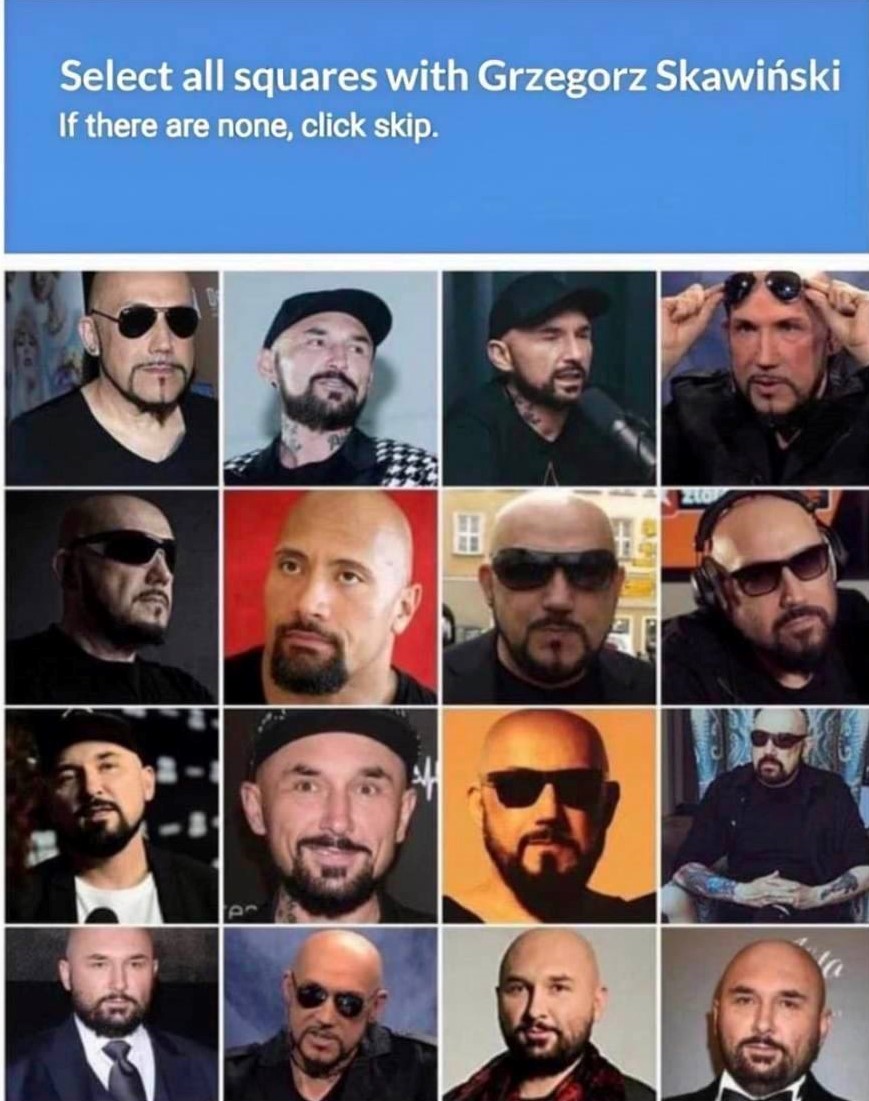 Select all squares with Grzegorz Skawiński
If there are none, click skip.